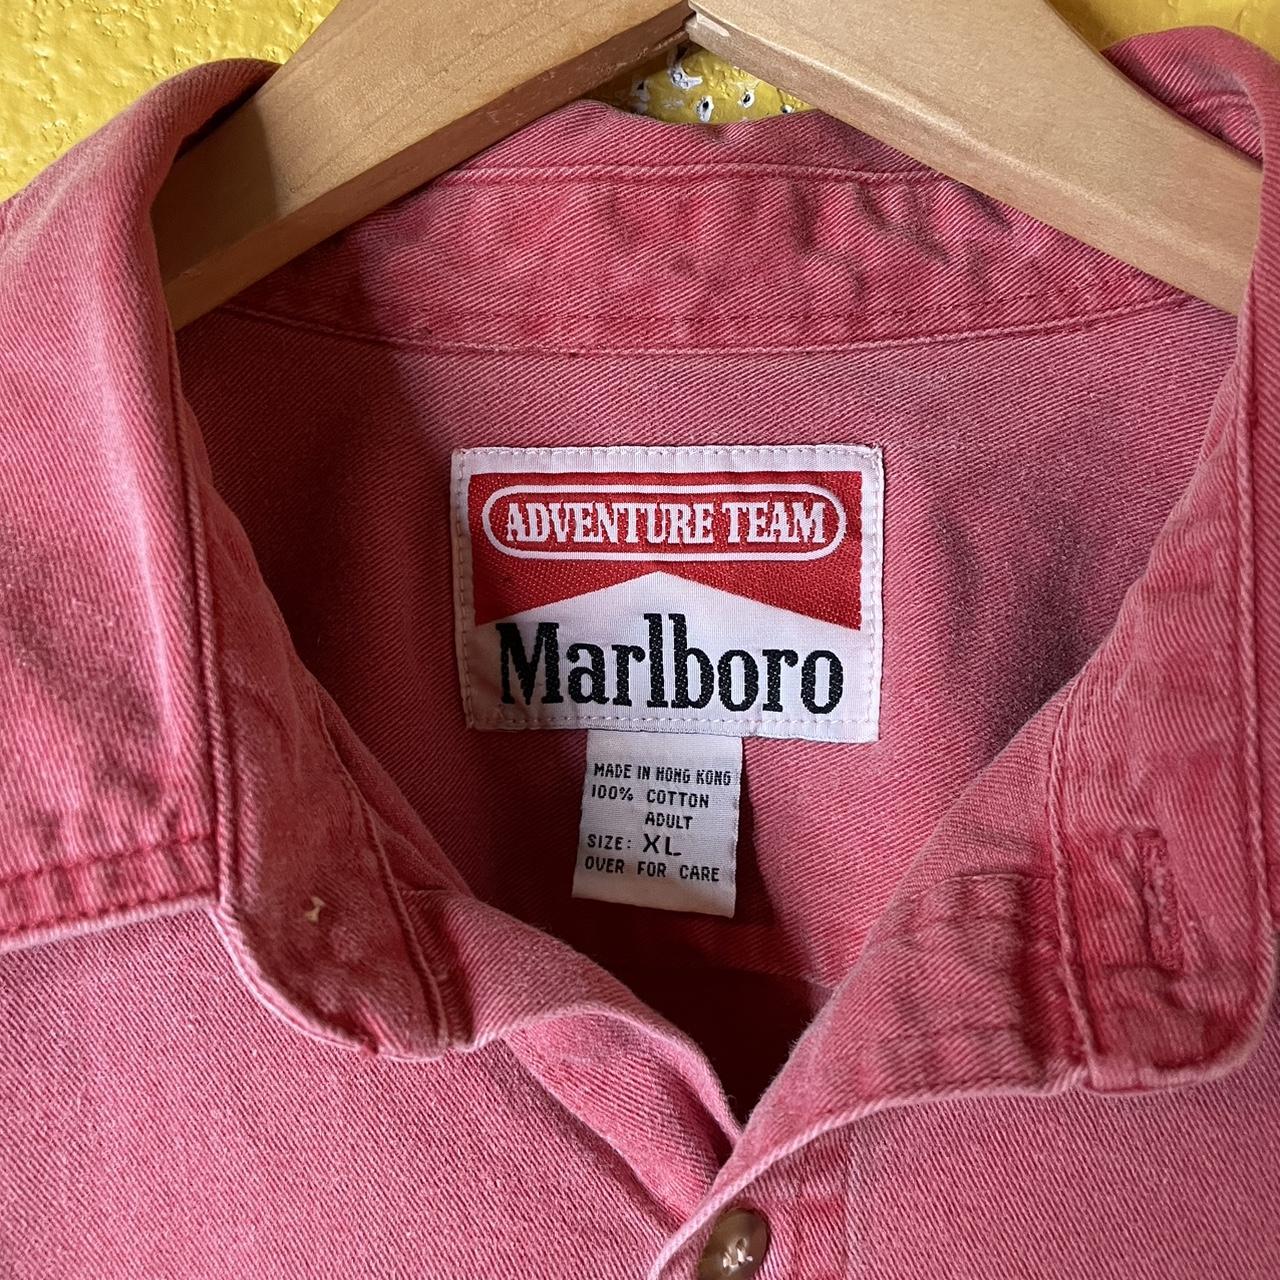 ADVENTURE TEAM
Marlboro
MADE IN HONG KONG
100% COTTON
ADULT
SIZE: XL
OVER FOR CARE